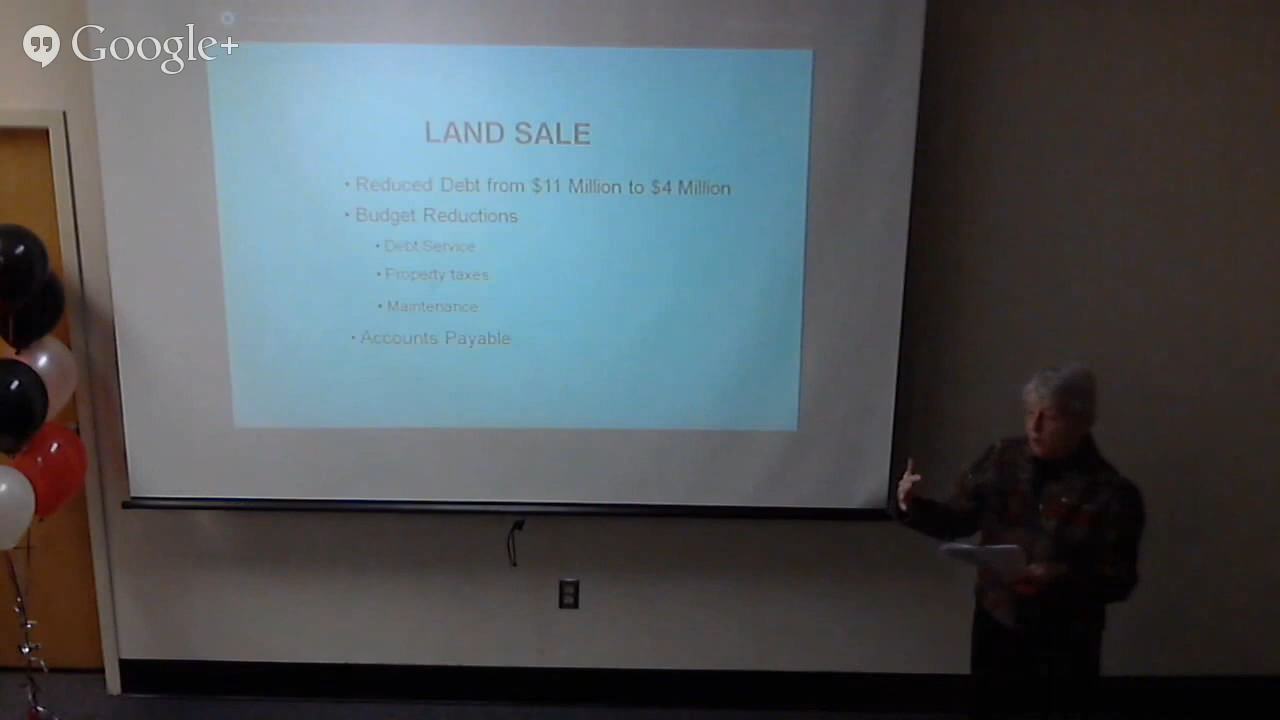 Google+
LAND SALE
• Reduced Debt from $11 Million to $4 Million
• Budget Reductions
• Debt Service
• Property taxes
• Maintenance
• Accounts Payable